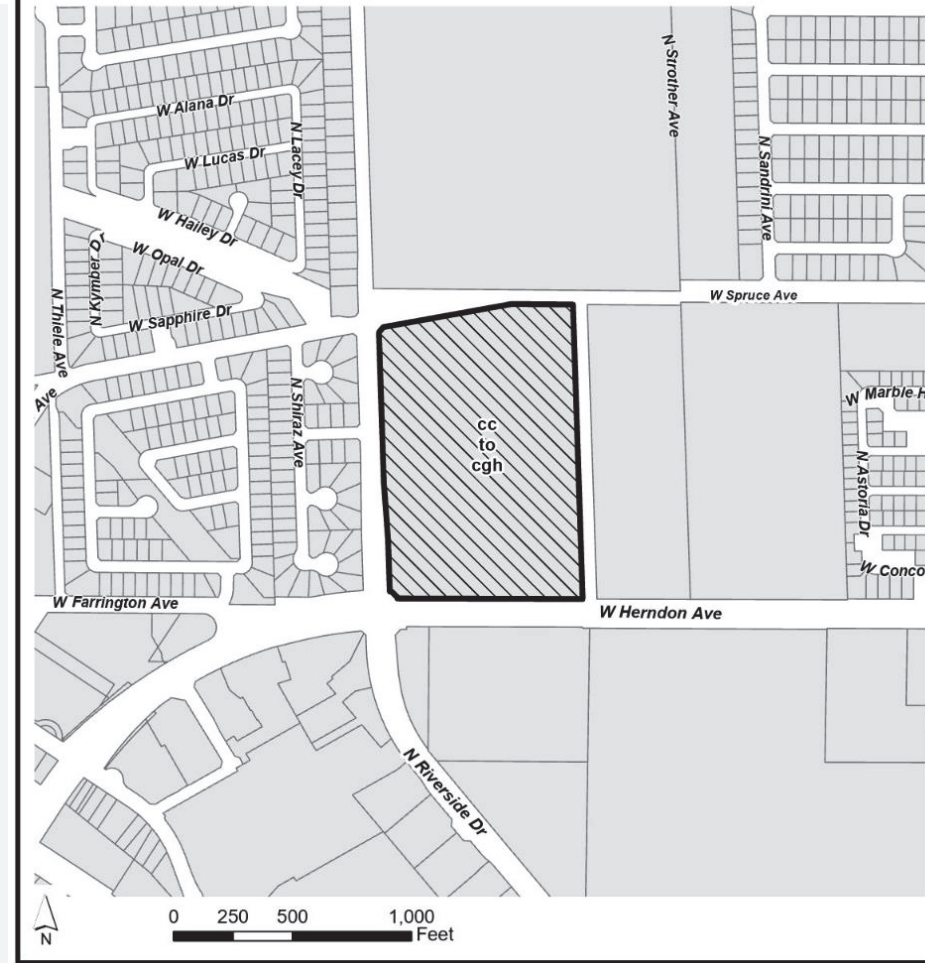 N Strother Ave
W Alana Dr
N Lacey Dr
W Lucas Dr
N Sandrini Ave
W Hailey Dr
W Opal Dr
N Kymber Dr
N Thiele Ave
W Sapphire Dr
W Spruce Ave
Ave
N Shiraz Ave
W Marble H
cc
to
cgh
N Astoria Dr
W Conco
W Farrington Ave
W Herndon Ave
N Riverside Dr
0 250 500 1,000
Feet
N